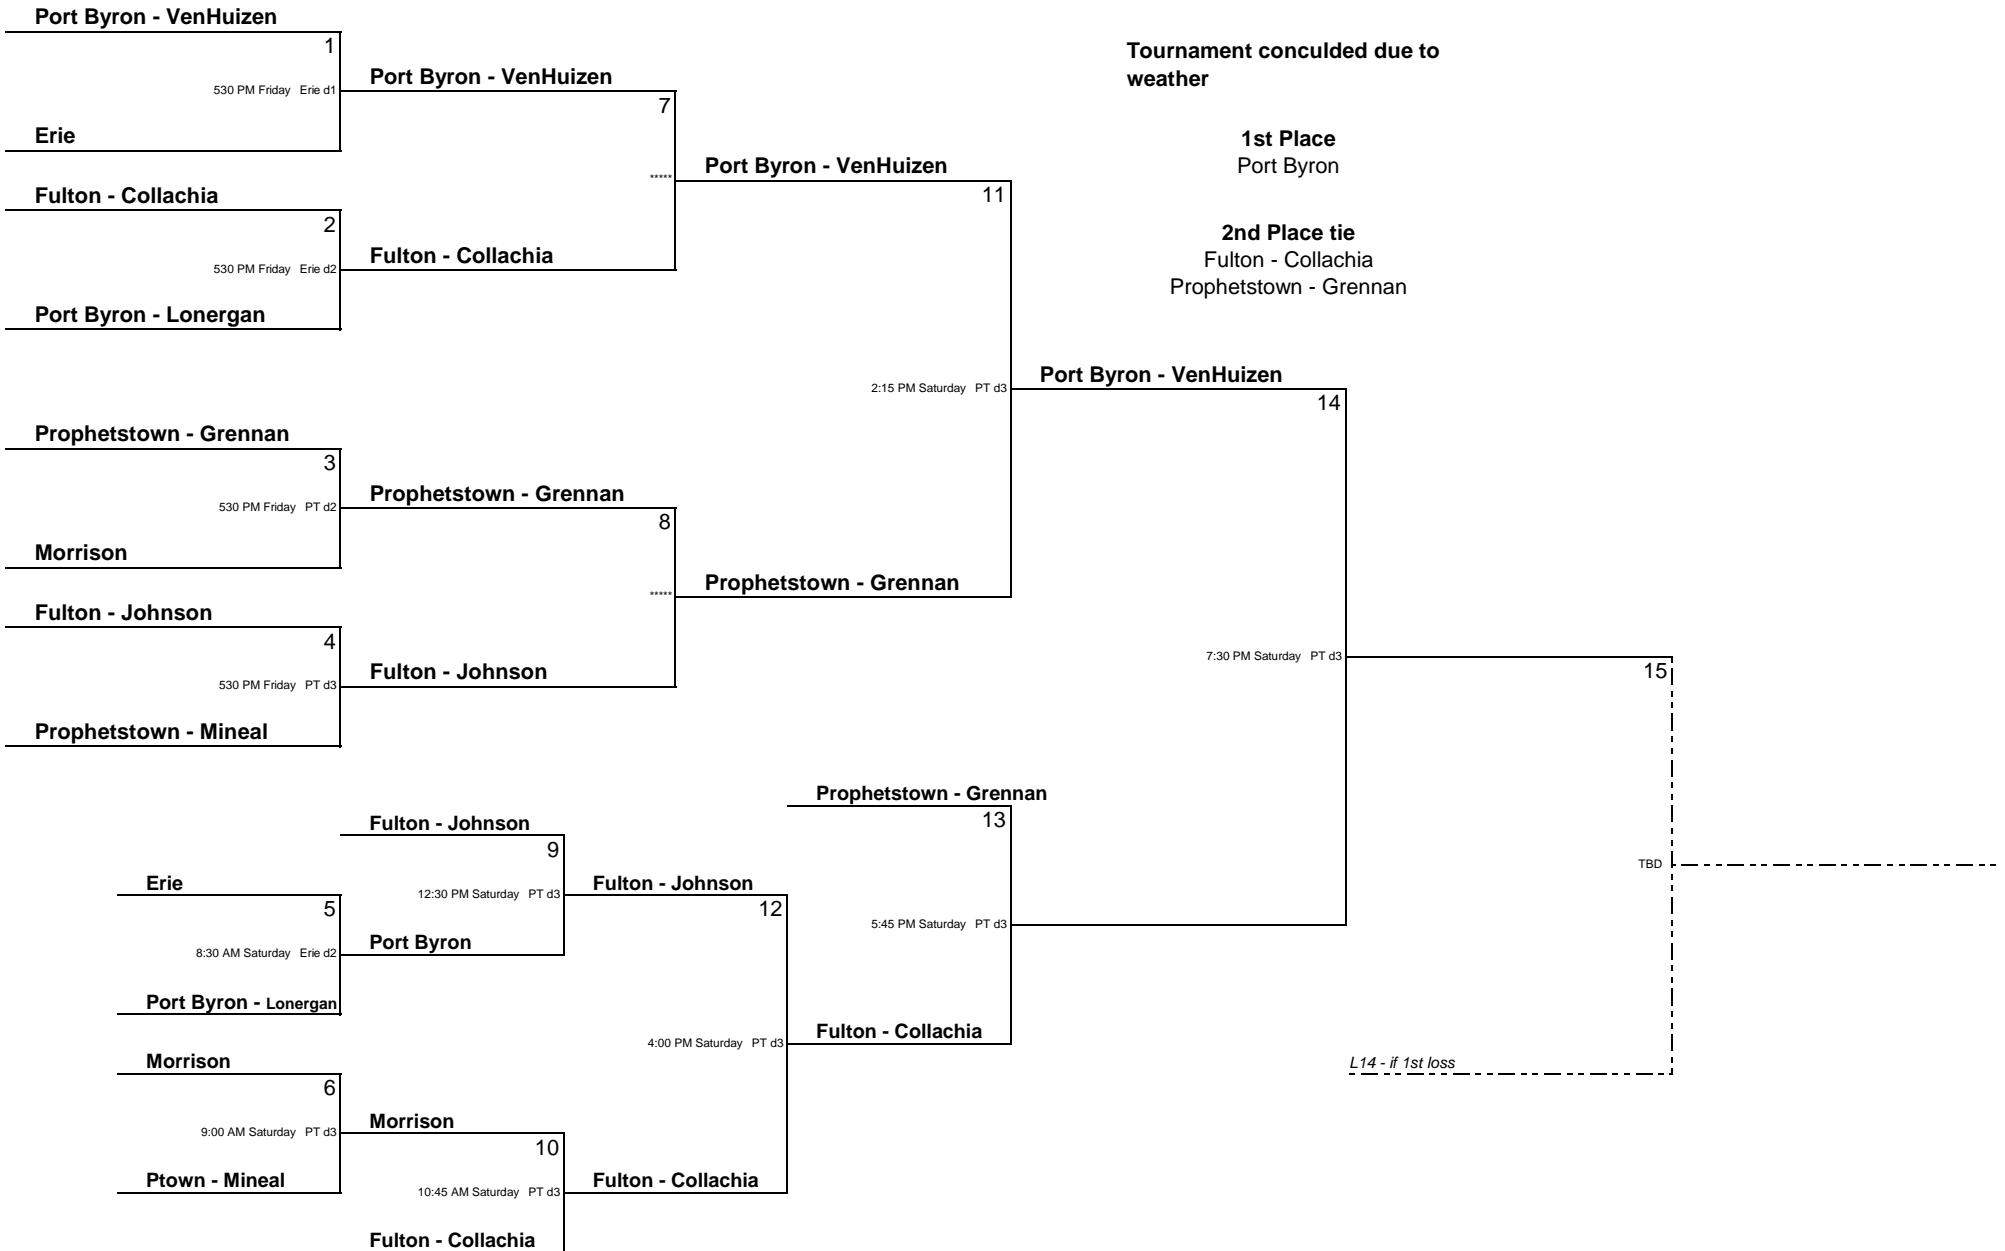 Port Byron - VenHuizen
1
530 PM Friday Erie d1
Erie
Port Byron - VenHuizen
7
Fulton - Collachia
2
530 PM Friday Erie d2
Port Byron - Lonergan
Fulton - Collachia
*****
Port Byron - VenHuizen
11
Tournament conculded due to
weather
1st Place
Port Byron
2nd Place tie
Fulton - Collachia
Prophetstown - Grennan
2:15 PM Saturday PT d3
Port Byron - VenHuizen
14
Prophetstown - Grennan
3
530 PM Friday PT d2
Morrison
Prophetstown - Grennan
8
*****
Prophetstown - Grennan
Fulton - Johnson
4
530 PM Friday PT d3
Prophetstown - Mineal
Fulton - Johnson
7:30 PM Saturday PT d3
15
Prophetstown - Grennan
13
Fulton - Johnson
9
Erie
5
8:30 AM Saturday Erie d2
Port Byron - Lonergan
12:30 PM Saturday PT d3
Port Byron
Fulton - Johnson
12
5:45 PM Saturday PT d3
TBD
4:00 PM Saturday PT d3
Fulton - Collachia
L14 - if 1st loss
Morrison
6
9:00 AM Saturday PT d3
Ptown - Mineal
Morrison
10
10:45 AM Saturday PT d3
Fulton - Collachia
Fulton - Collachia